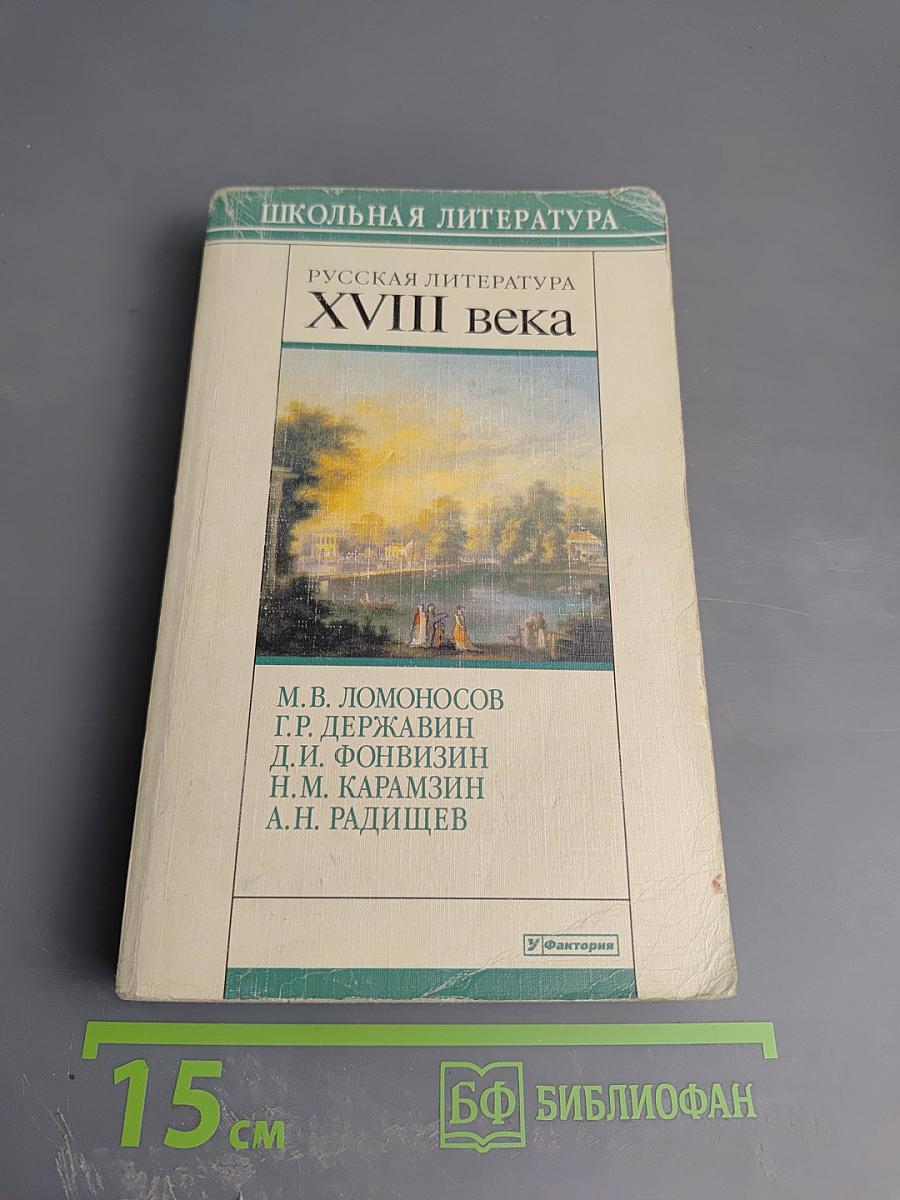 ШКОЛЬНАЯ ЛИТЕРАТУРА
РУССКАЯ ЛИТЕРАТУРА
XVIII века
М.В. ЛОМОНОСОВ
Г.Р. ДЕРЖАВИН
Д.И. ФОНВИЗИН
Н.М. КАРАМЗИН
А.Н. РАДИЩЕВ
У Фактория
15 см
БФ БИБЛИОФАН